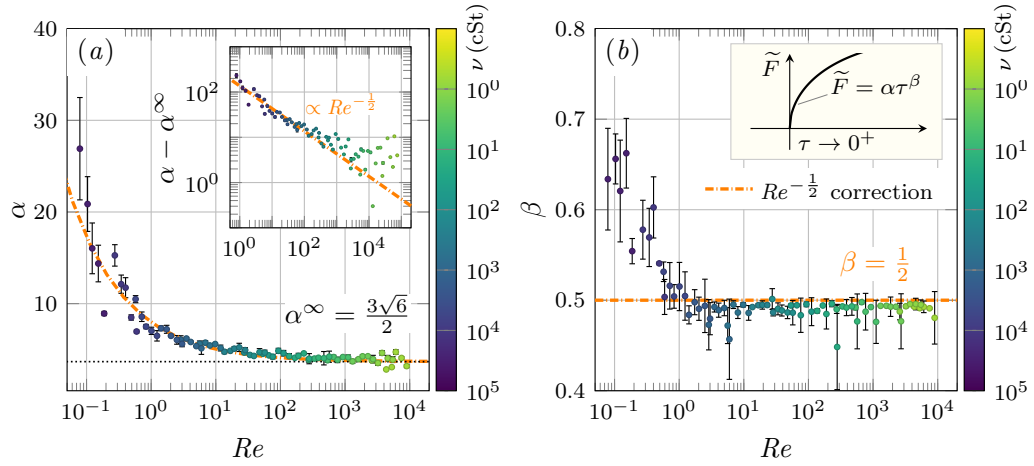 (a)
α
40
30
20
10
10⁻¹ 10⁰ 10¹ 10² 10³ 10⁴
Re
α − α^∞
10²
10⁰
10⁰ 10² 10⁴
∝ Re^{-1/2}
α^∞ = 3√6/2
ν (cSt)
10⁰
10¹
10²
10³
10⁴
10⁵
(b)
β
0.8
0.7
0.6
0.5
0.4
10⁻¹ 10⁰ 10¹ 10² 10³ 10⁴
Re
F̃
F̃ = ατ^β
τ → 0⁺
Re^{-1/2} correction
β = 1/2
ν (cSt)
10⁰
10¹
10²
10³
10⁴
10⁵